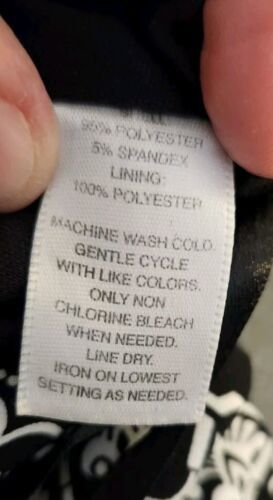 SHELL
95% POLYESTER
5% SPANDEX
LINING:
100% POLYESTER
MACHINE WASH COLD.
GENTLE CYCLE
WITH LIKE COLORS.
ONLY NON
CHLORINE BLEACH
WHEN NEEDED.
LINE DRY.
IRON ON LOWEST
SETTING AS NEEDED.